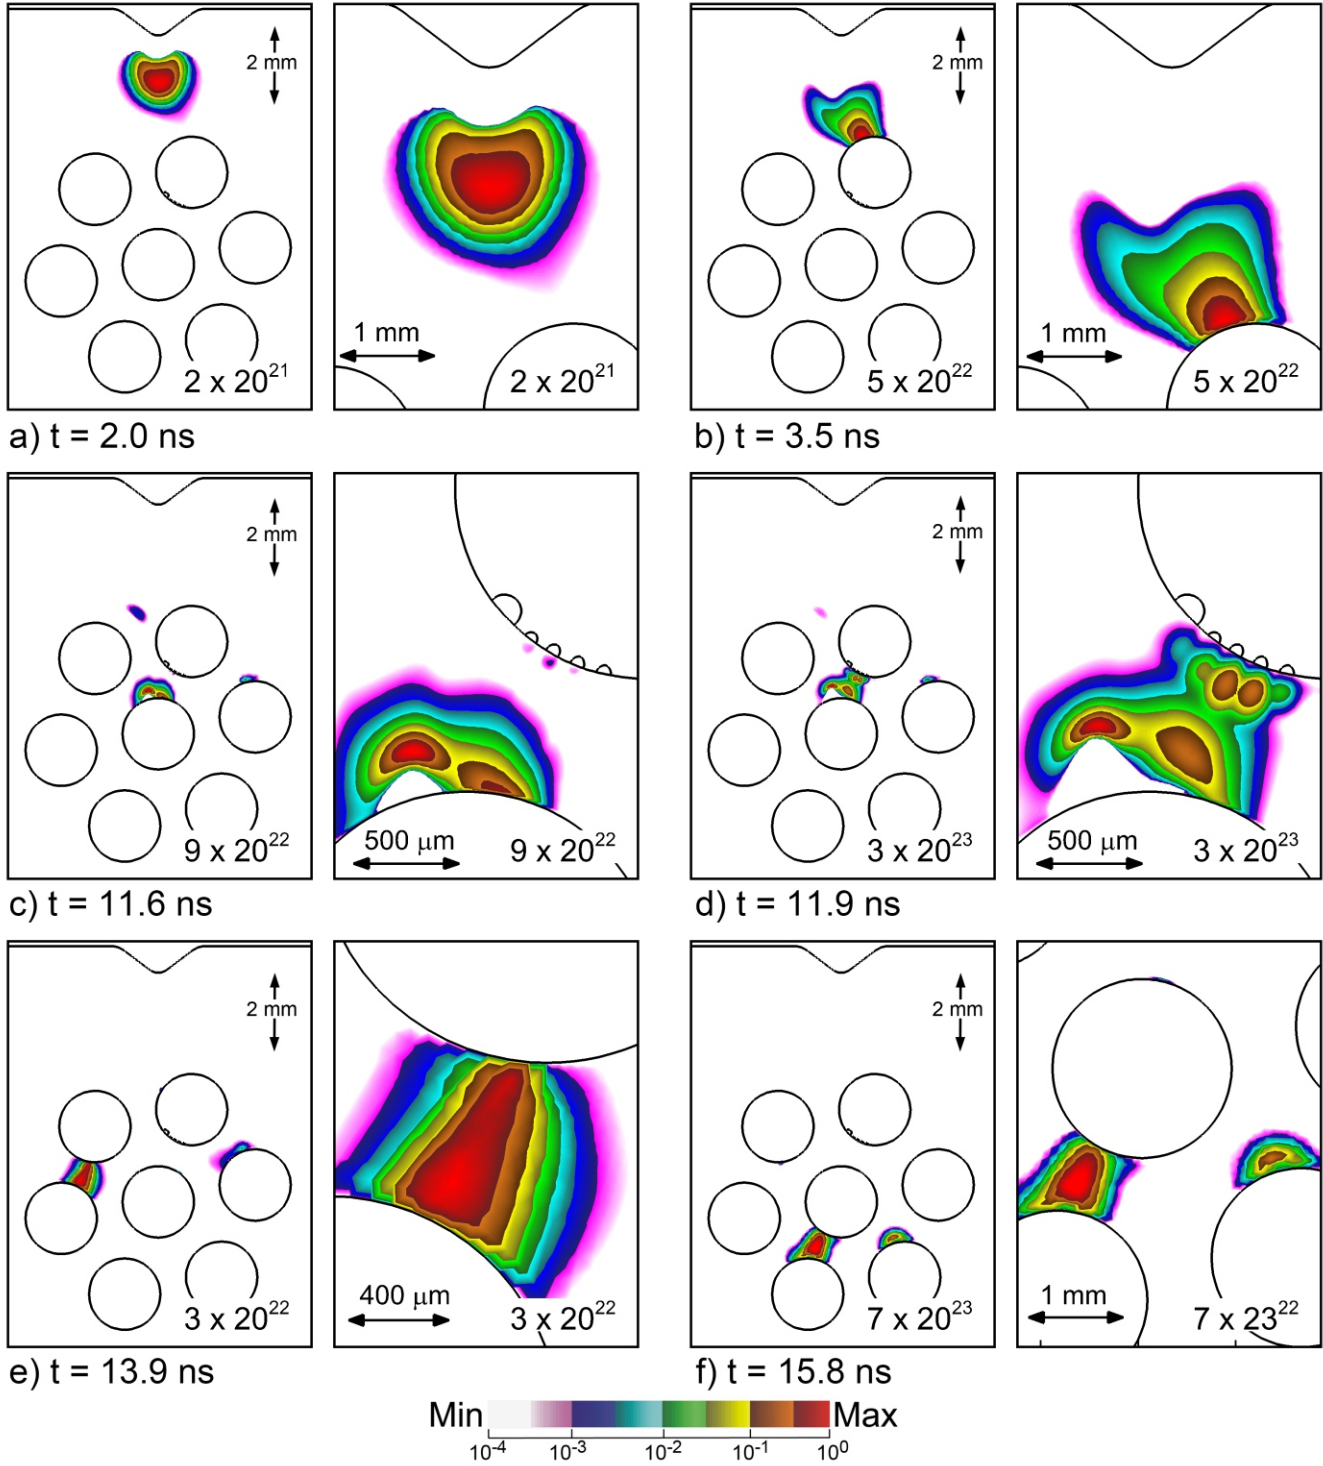 2 mm
2 x 20²¹
1 mm
2 x 20²¹
2 mm
5 x 20²²
1 mm
5 x 20²²
a) t = 2.0 ns
b) t = 3.5 ns
2 mm
9 x 20²²
500 μm
9 x 20²²
2 mm
3 x 20²³
500 μm
3 x 20²³
c) t = 11.6 ns
d) t = 11.9 ns
2 mm
3 x 20²²
400 μm
3 x 20²²
2 mm
7 x 20²³
1 mm
7 x 23²²
e) t = 13.9 ns
f) t = 15.8 ns
Min Max
10⁻⁴ 10⁻³ 10⁻² 10⁻¹ 10⁰